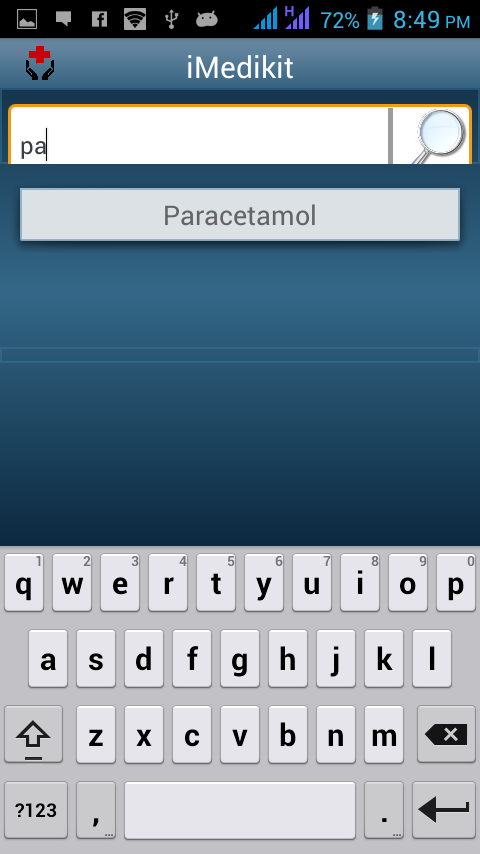 H 72% 8:49 PM
iMedikit
pa
Paracetamol
1 2 3 4 5 6 7 8 9 0
q w e r t y u i o p
a s d f g h j k l
z x c v b n m
?123 , ... . ...